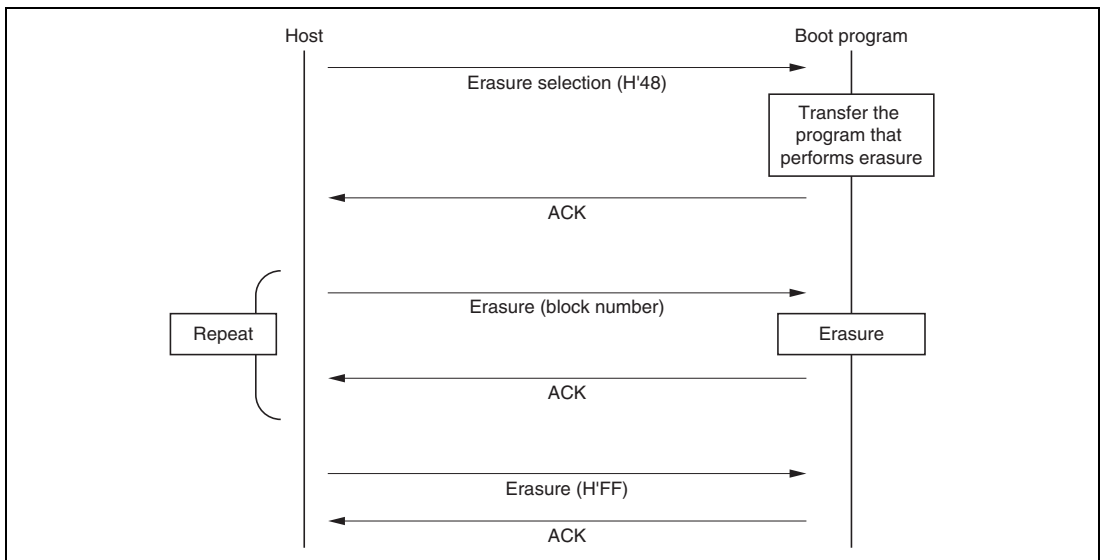 Host
Boot program
Erasure selection (H'48)
Transfer the
program that
performs erasure
ACK
Erasure (block number)
Repeat
Erasure
ACK
Erasure (H'FF)
ACK